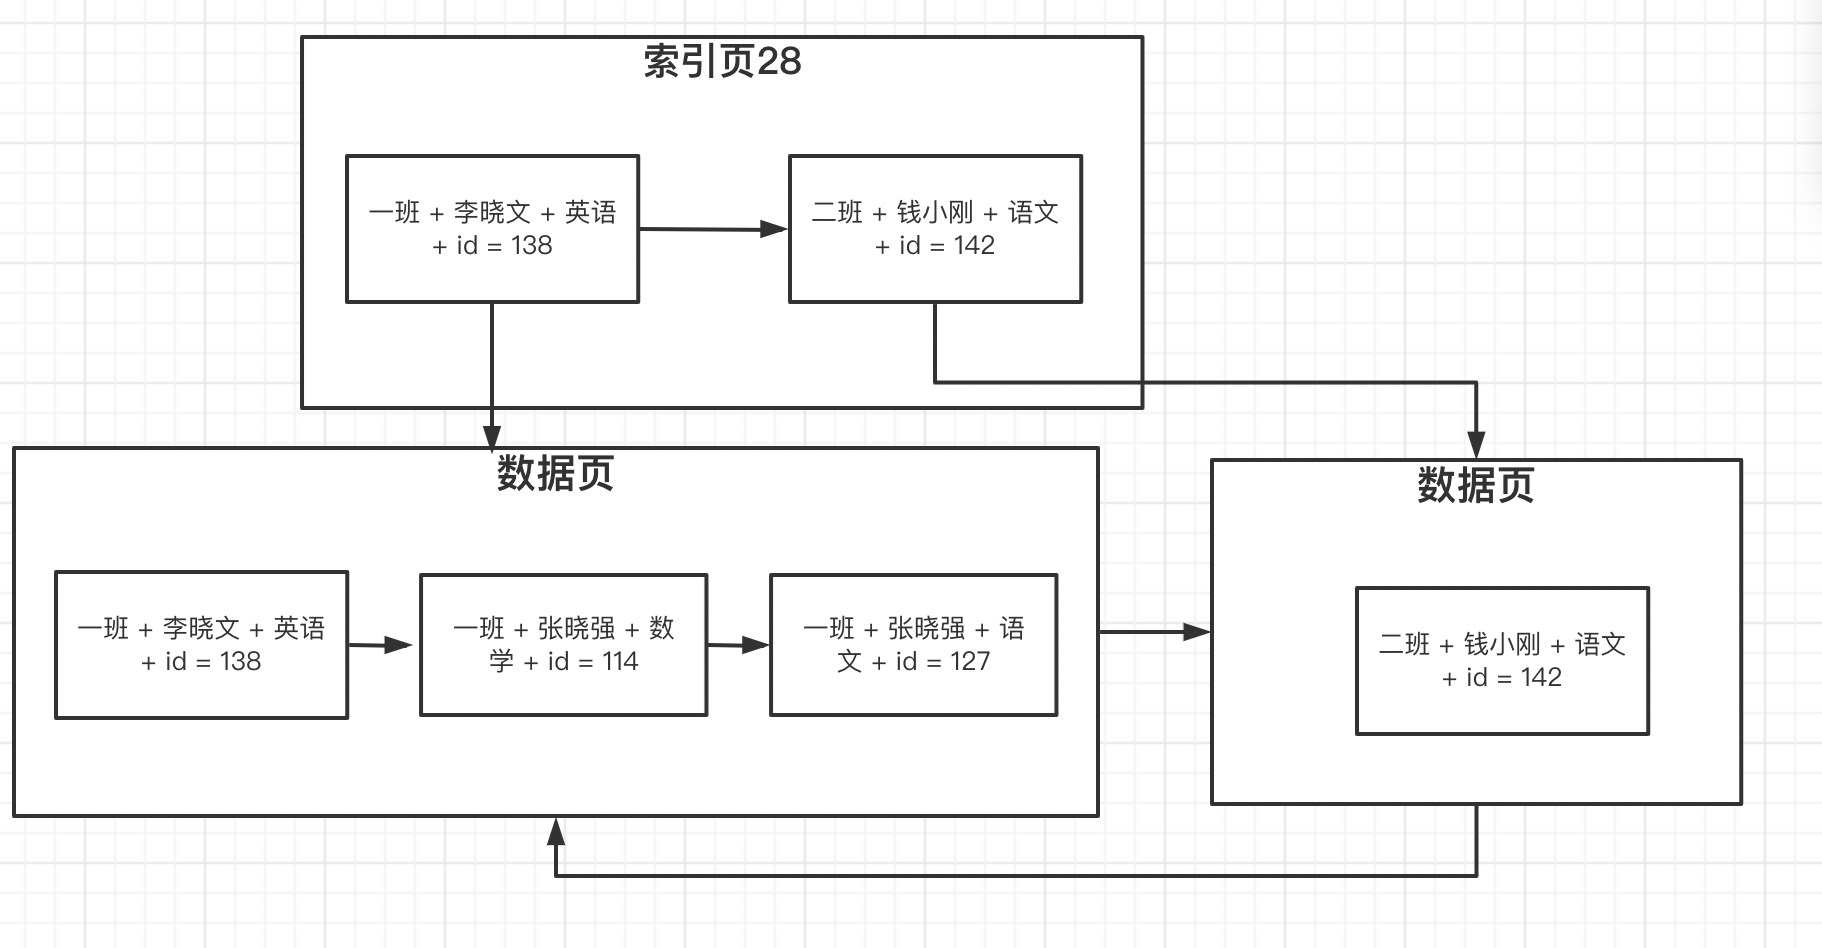 索引页28
一班 + 李晓文 + 英语
+ id = 138
二班 + 钱小刚 + 语文
+ id = 142
数据页
一班 + 李晓文 + 英语
+ id = 138
一班 + 张晓强 + 数
学 + id = 114
一班 + 张晓强 + 语
文 + id = 127
数据页
二班 + 钱小刚 + 语文
+ id = 142